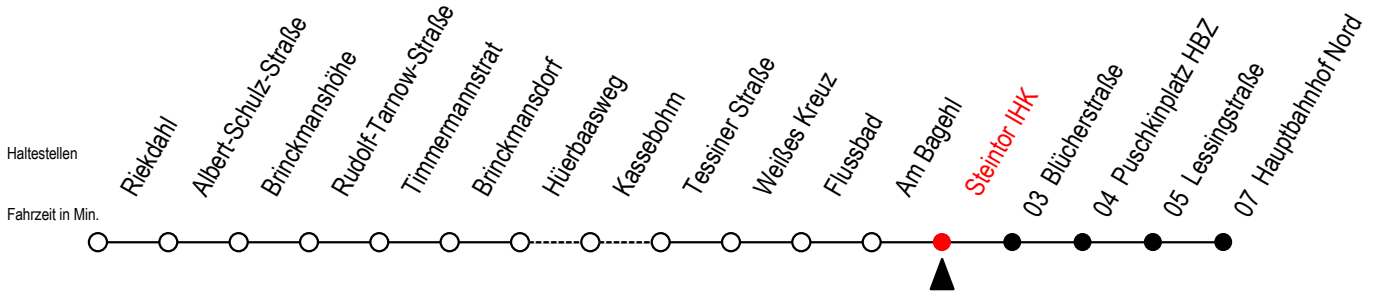 Haltestellen
Riekdahl
Albert-Schulz-Straße
Brinckmanshöhe
Rudolf-Tarnow-Straße
Timmermannstrat
Brinckmansdorf
Hüerbaasweg
Kassebohm
Tessiner Straße
Weißes Kreuz
Flussbad
Am Bagehl
Steintor IHK
03 Blücherstraße
04 Puschkinplatz HBZ
05 Lessingstraße
07 Hauptbahnhof Nord
Fahrzeit in Min.